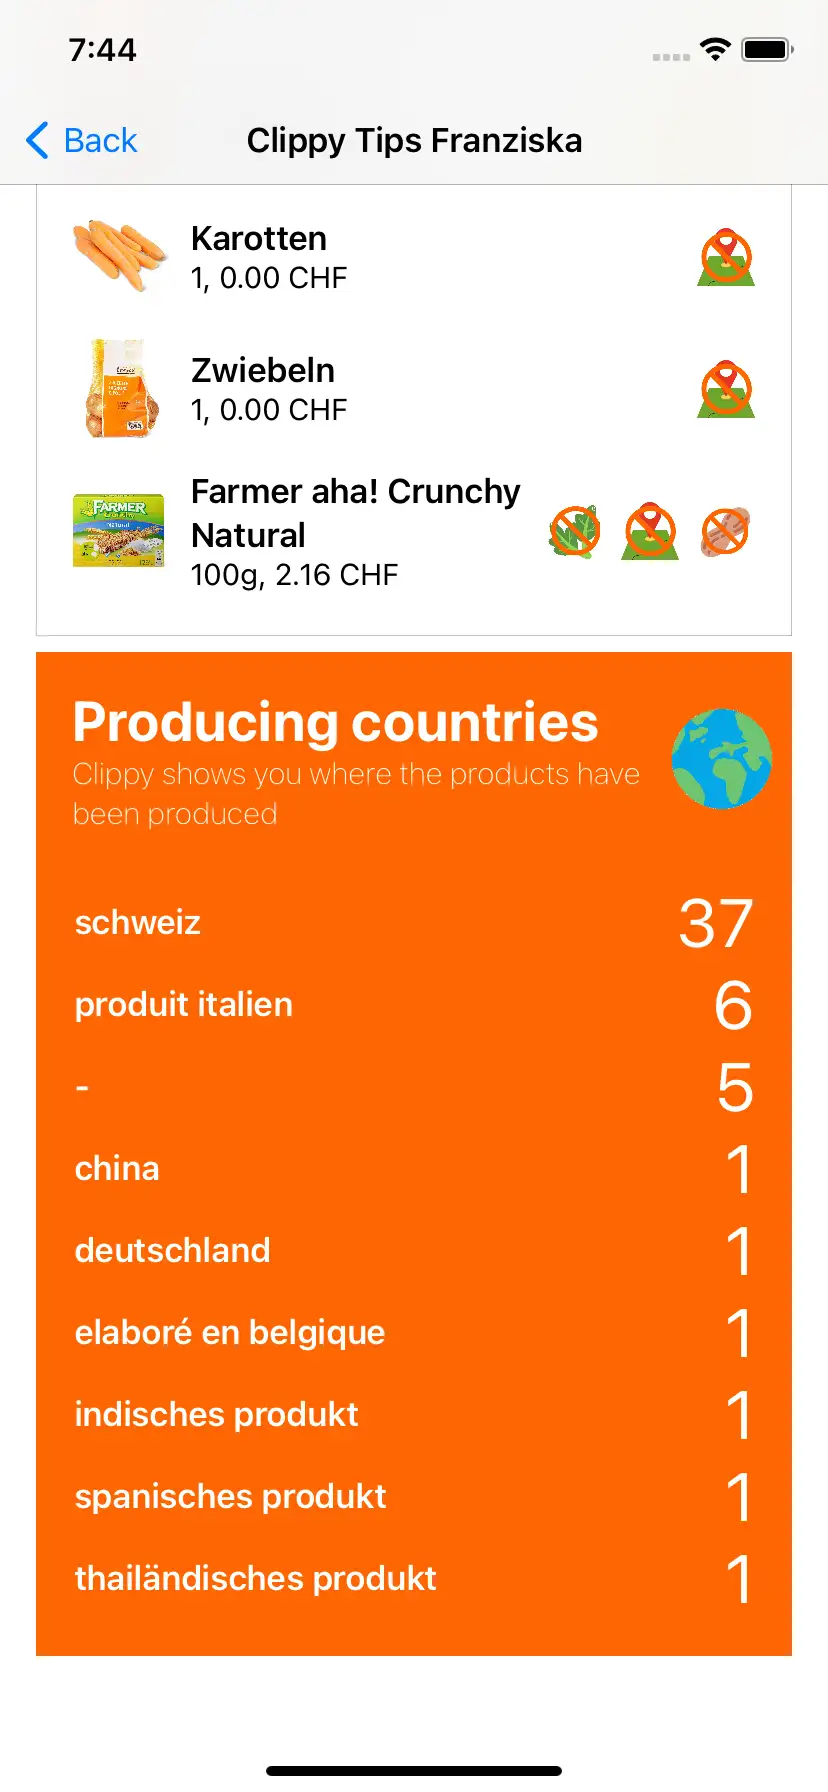 7:44
Back
Clippy Tips Franziska
Karotten
1, 0.00 CHF
Zwiebeln
1, 0.00 CHF
FARMER
Natural
Farmer aha! Crunchy
Natural
100g, 2.16 CHF
Producing countries
Clippy shows you where the products have
been produced
schweiz 37
produit italien 6
- 5
china 1
deutschland 1
elaboré en belgique 1
indisches produkt 1
spanisches produkt 1
thailändisches produkt 1